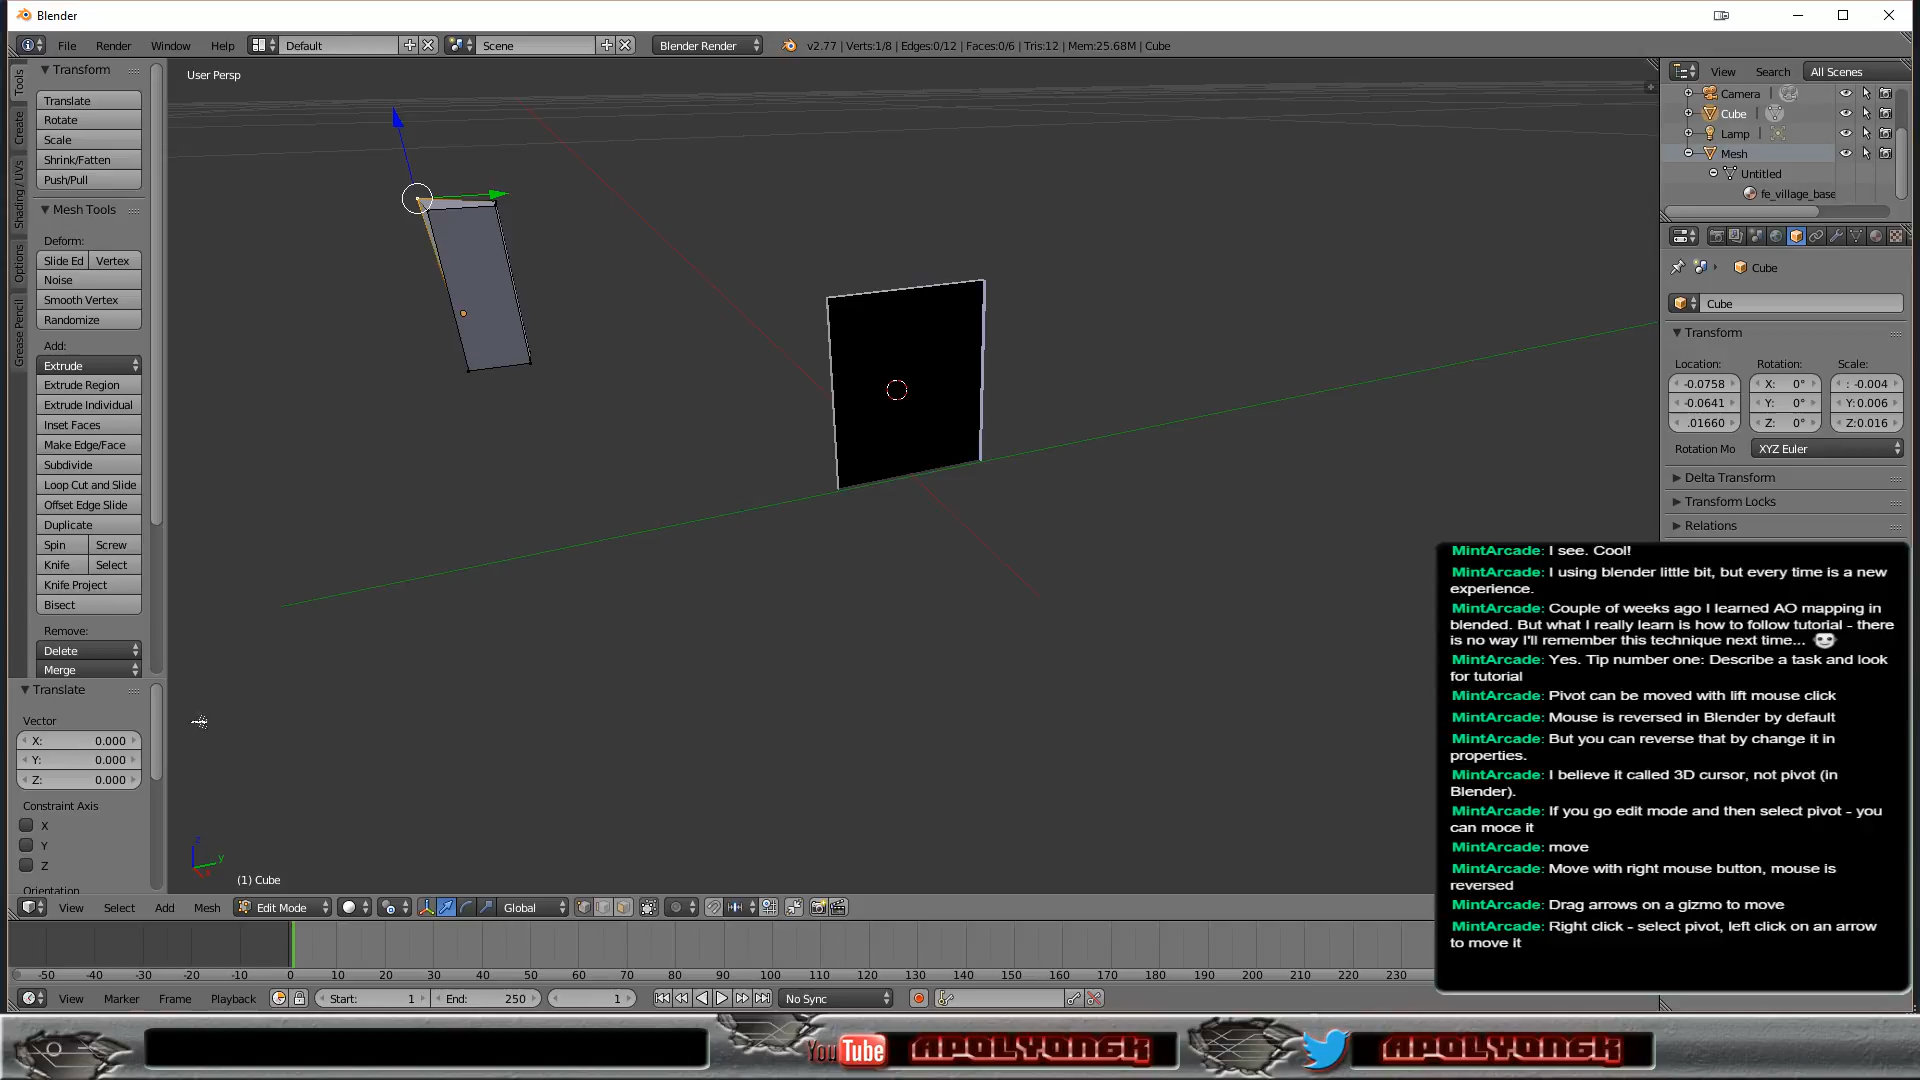 Blender
File Render Window Help Default Scene Blender Render v2.77 | Verts:1/8 | Edges:0/12 | Faces:0/6 | Tris:12 | Mem:25.68M | Cube
Tools
Create
Shading / UVs
Options
Grease Pencil
Transform
Translate
Rotate
Scale
Shrink/Fatten
Push/Pull
Mesh Tools
Deform:
Slide Ed Vertex
Noise
Smooth Vertex
Randomize
Add:
Extrude
Extrude Region
Extrude Individual
Inset Faces
Make Edge/Face
Subdivide
Loop Cut and Slide
Offset Edge Slide
Duplicate
Spin Screw
Knife Select
Knife Project
Bisect
Remove:
Delete
Merge
Translate
Vector
X: 0.000
Y: 0.000
Z: 0.000
Constraint Axis
X
Y
Z
Orientation
User Persp
z
y
x
(1) Cube
View Select Add Mesh Edit Mode Global
-50 -40 -30 -20 -10 0 10 20 30 40 50 60 70 80 90 100 110 120 130 140 150 160 170 180 190 200 210 220 230
View Marker Frame Playback Start: 1 End: 250 1 No Sync
View Search All Scenes
Camera
Cube
Lamp
Mesh
Untitled
fe_village_base
Cube
Cube
Transform
Location: Rotation: Scale:
-0.0758 X: 0° : -0.004
.0641 Y: 0° Y:0.006
.01660 Z: 0° Z:0.016
Rotation Mo XYZ Euler
Delta Transform
Transform Locks
Relations
MintArcade: I see. Cool!
MintArcade: I using blender little bit, but every time is a new
experience.
MintArcade: Couple of weeks ago I learned AO mapping in
blended. But what I really learn is how to follow tutorial - there
is no way I'll remember this technique next time...
MintArcade: Yes. Tip number one: Describe a task and look
for tutorial
MintArcade: Pivot can be moved with lift mouse click
MintArcade: Mouse is reversed in Blender by default
MintArcade: But you can reverse that by change it in
properties.
MintArcade: I believe it called 3D cursor, not pivot (in
Blender).
MintArcade: If you go edit mode and then select pivot - you
can moce it
MintArcade: move
MintArcade: Move with right mouse button, mouse is
reversed
MintArcade: Drag arrows on a gizmo to move
MintArcade: Right click - select pivot, left click on an arrow
to move it
YouTube APOLYON6K APOLYON6K